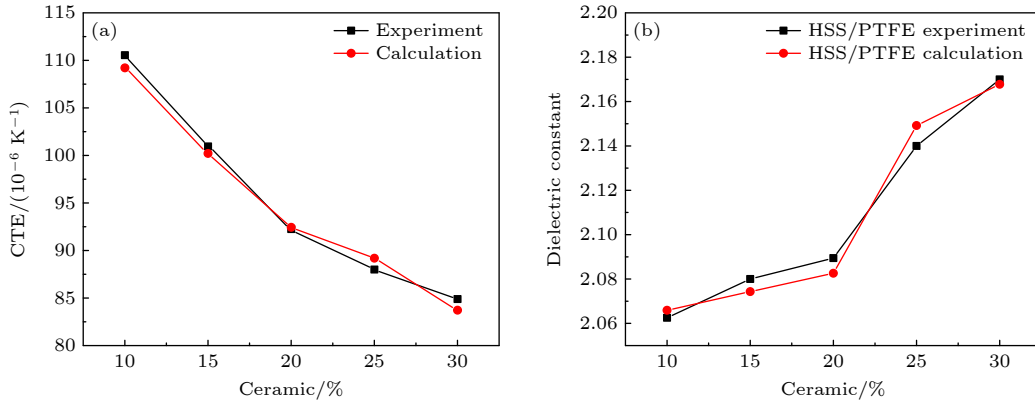 (a)
Experiment
Calculation
CTE/(10⁻⁶ K⁻¹)
115
110
105
100
95
90
85
80
10 15 20 25 30
Ceramic/%
(b)
HSS/PTFE experiment
HSS/PTFE calculation
Dielectric constant
2.20
2.18
2.16
2.14
2.12
2.10
2.08
2.06
10 15 20 25 30
Ceramic/%